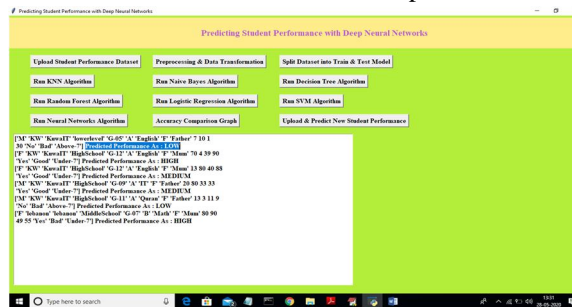 Predicting Student Performance with Deep Neural Networks
Predicting Student Performance with Deep Neural Networks
Upload Student Performance Dataset
Preprocessing & Data Transformation
Split Dataset into Train & Test Model
Run KNN Algorithm
Run Naive Bayes Algorithm
Run Decision Tree Algorithm
Run Random Forest Algorithm
Run Logistic Regression Algorithm
Run SVM Algorithm
Run Neural Networks Algorithm
Accuracy Comparison Graph
Upload & Predict New Student Performance
['M' 'KW' 'KuwaIT' 'lowerlevel' 'G-05' 'A' 'English' 'F' 'Father' 7 10 1
30 'No' 'Bad' 'Above-7'] Predicted Performance As : LOW
['F' 'KW' 'KuwaIT' 'HighSchool' 'G-12' 'A' 'English' 'F' 'Mum' 70 4 39 90
'Yes' 'Good' 'Under-7'] Predicted Performance As : HIGH
['F' 'KW' 'KuwaIT' 'HighSchool' 'G-12' 'A' 'English' 'F' 'Mum' 13 80 40 88
'Yes' 'Good' 'Under-7'] Predicted Performance As : MEDIUM
['M' 'KW' 'KuwaIT' 'HighSchool' 'G-09' 'A' 'IT' 'F' 'Father' 20 80 33 33
'Yes' 'Good' 'Under-7'] Predicted Performance As : MEDIUM
['M' 'KW' 'KuwaIT' 'HighSchool' 'G-11' 'A' 'Quran' 'F' 'Father' 13 3 11 9
'No' 'Bad' 'Above-7'] Predicted Performance As : LOW
['F' 'lebanon' 'lebanon' 'MiddleSchool' 'G-07' 'B' 'Math' 'F' 'Mum' 80 90
49 55 'Yes' 'Bad' 'Under-7'] Predicted Performance As : HIGH
Type here to search
13:31
28-05-2020